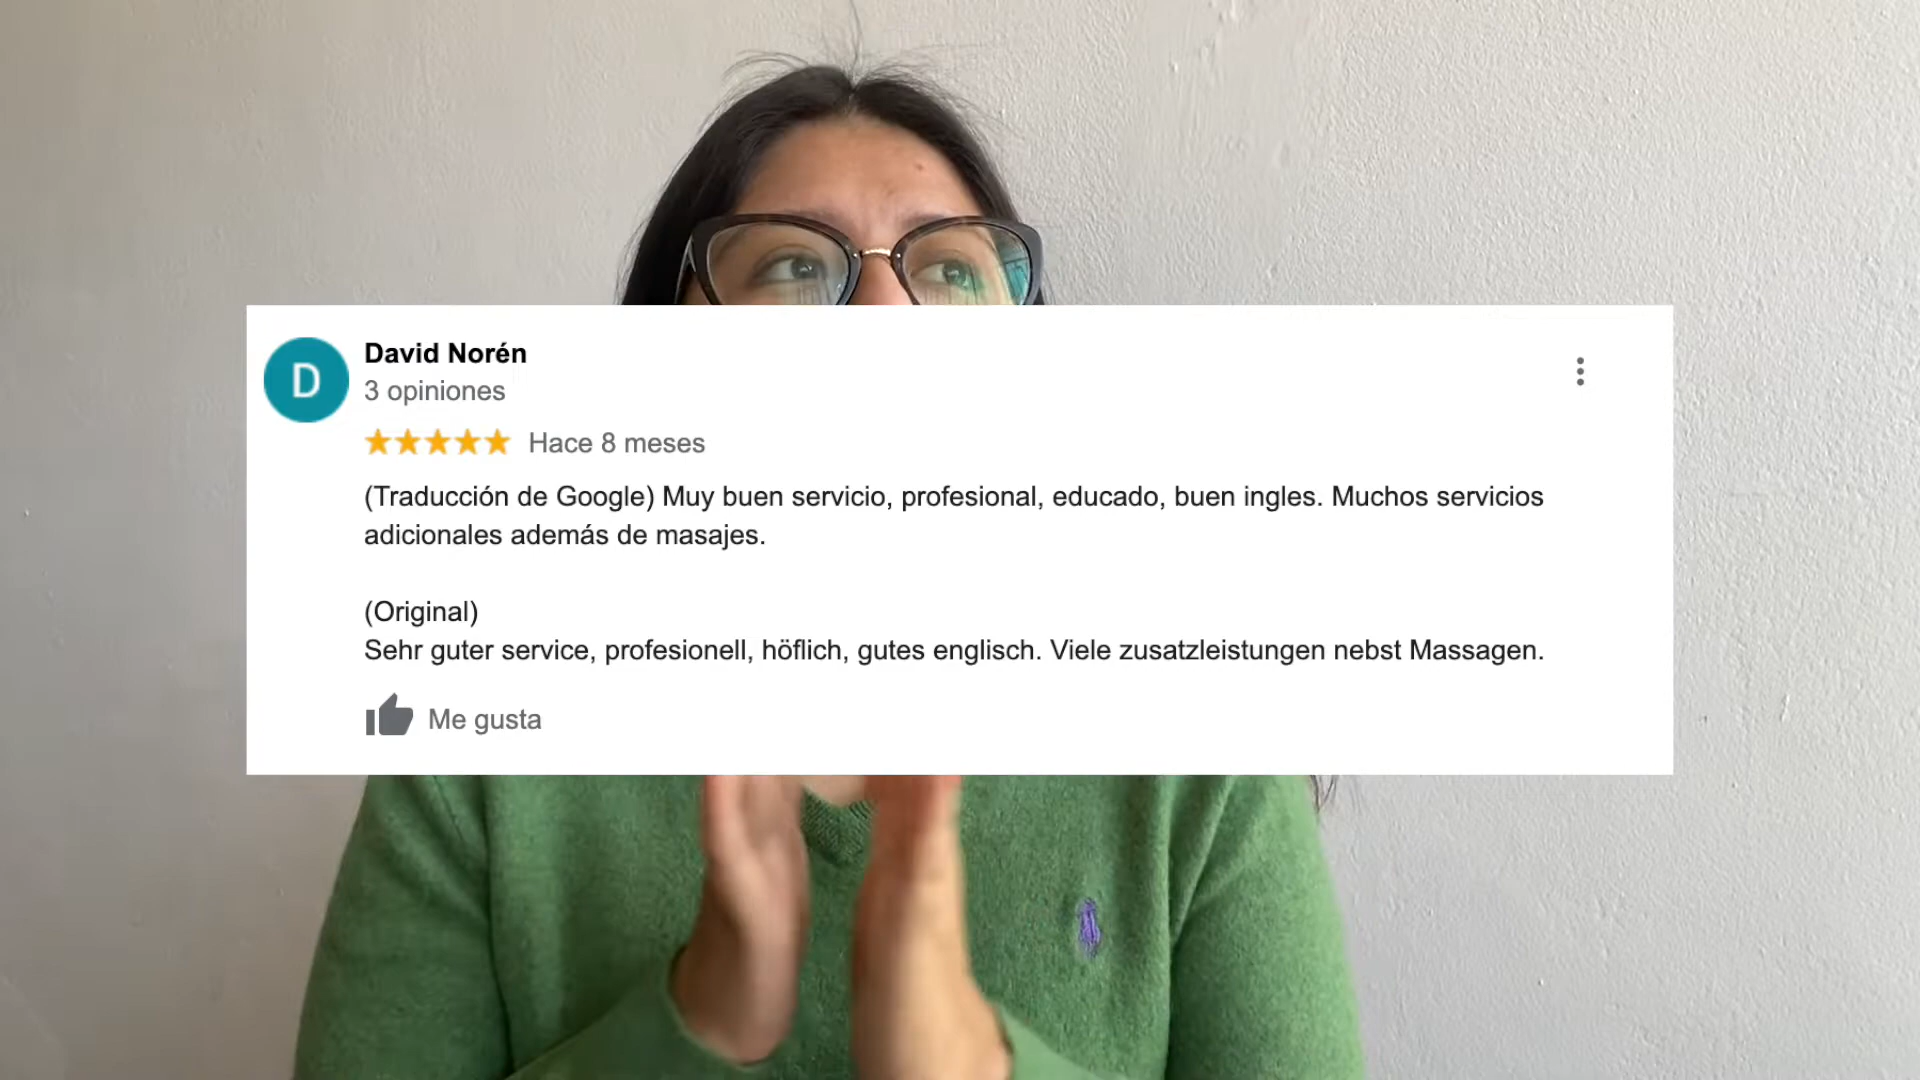 D
David Norén
3 opiniones
Hace 8 meses
(Traducción de Google) Muy buen servicio, profesional, educado, buen ingles. Muchos servicios
adicionales además de masajes.
(Original)
Sehr guter service, profesionell, höflich, gutes englisch. Viele zusatzleistungen nebst Massagen.
Me gusta